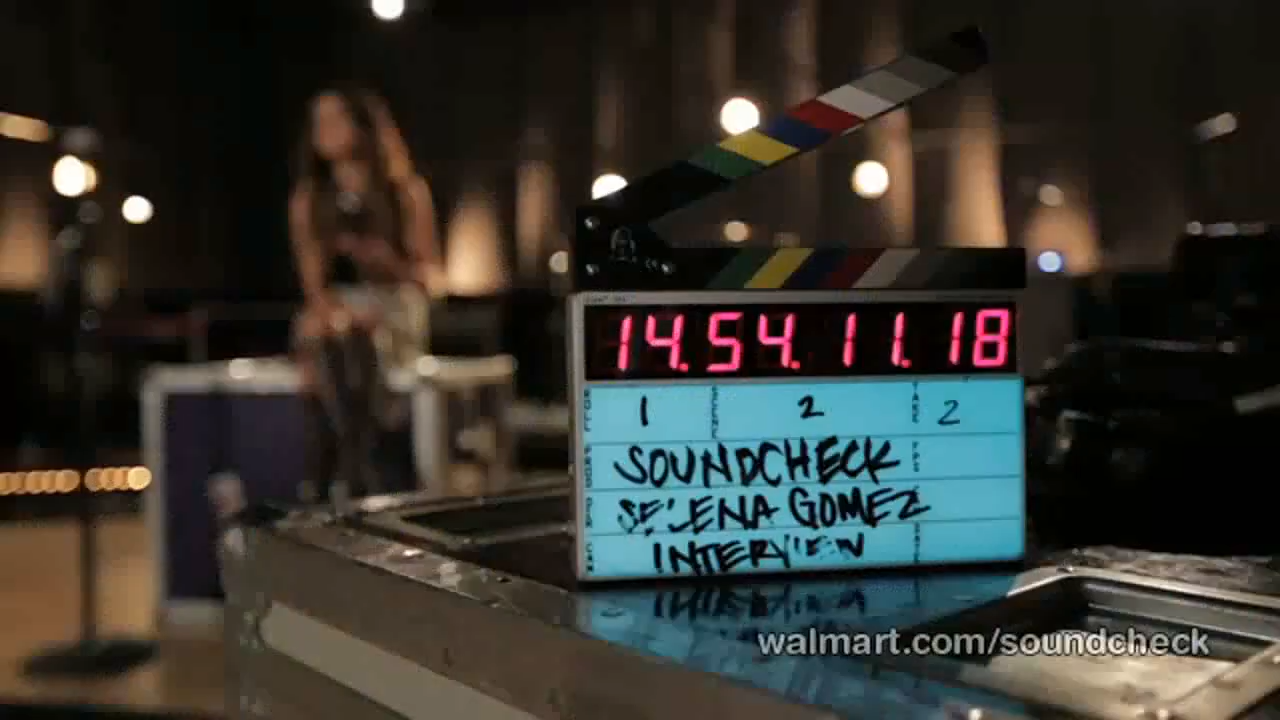 14.54.11.18
1 2 2
SOUNDCHECK
SELENA GOMEZ
INTERVIEW
walmart.com/soundcheck